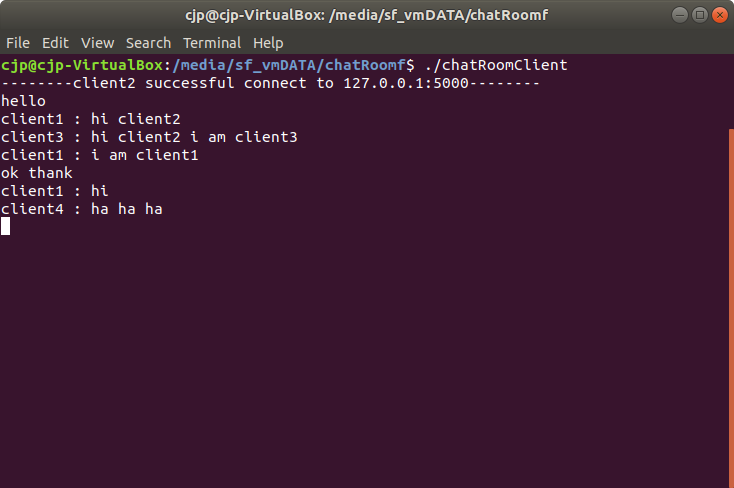 cjp@cjp-VirtualBox: /media/sf_vmDATA/chatRoomf
File Edit View Search Terminal Help
cjp@cjp-VirtualBox:/media/sf_vmDATA/chatRoomf$ ./chatRoomClient
--------client2 successful connect to 127.0.0.1:5000--------
hello
client1 : hi client2
client3 : hi client2 i am client3
client1 : i am client1
ok thank
client1 : hi
client4 : ha ha ha